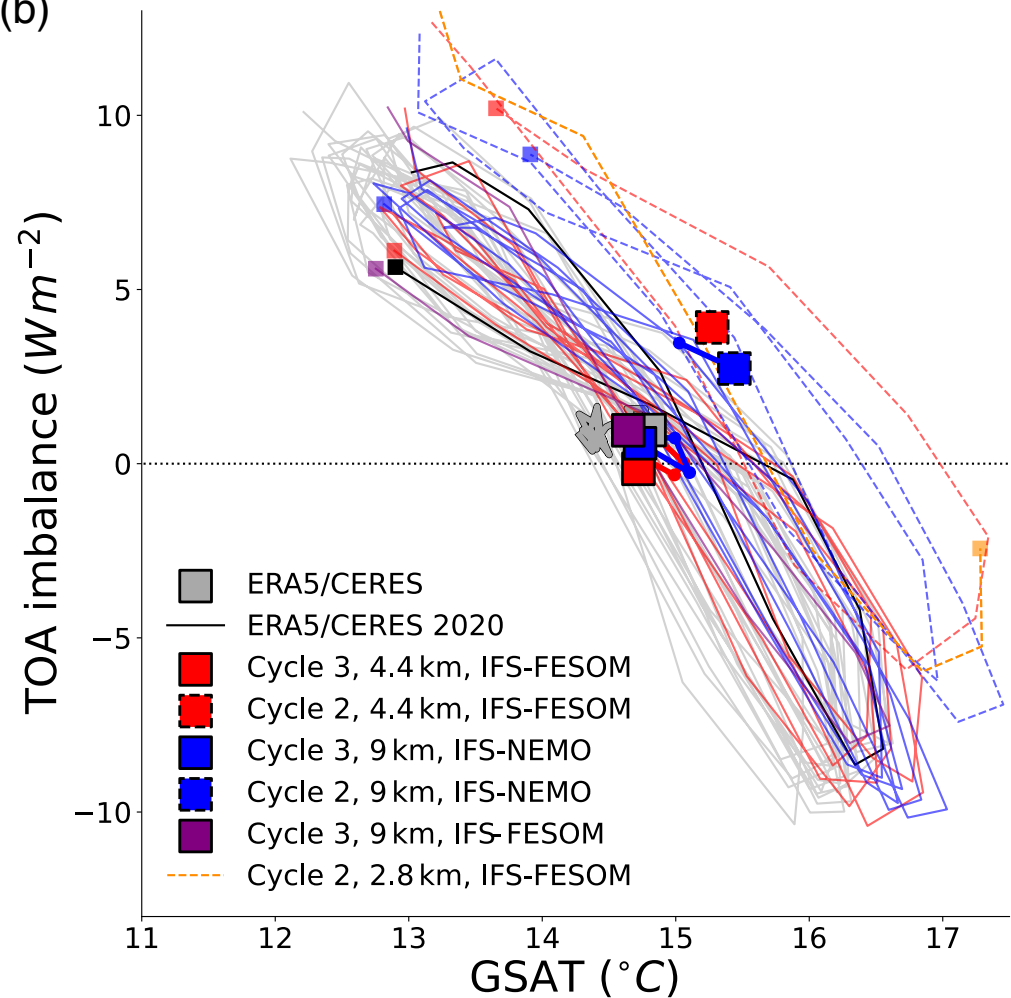 (b)
TOA imbalance (Wm⁻²)
10
5
0
−5
−10
ERA5/CERES
ERA5/CERES 2020
Cycle 3, 4.4 km, IFS-FESOM
Cycle 2, 4.4 km, IFS-FESOM
Cycle 3, 9 km, IFS-NEMO
Cycle 2, 9 km, IFS-NEMO
Cycle 3, 9 km, IFS-FESOM
Cycle 2, 2.8 km, IFS-FESOM
11 12 13 14 15 16 17
GSAT (°C)